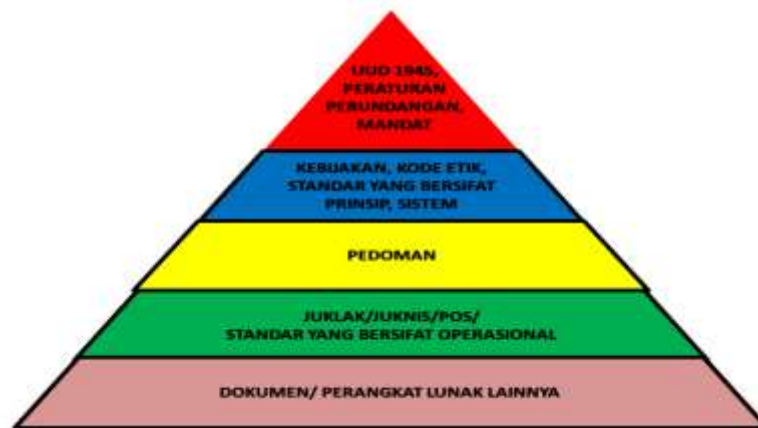 UUD 1945,
PERATURAN
PERUNDANGAN,
MANDAT
KEBIJAKAN, KODE ETIK,
STANDAR YANG BERSIFAT
PRINSIP, SISTEM
PEDOMAN
JUKLAK/JUKNIS/POS/
STANDAR YANG BERSIFAT OPERASIONAL
DOKUMEN/ PERANGKAT LUNAK LAINNYA